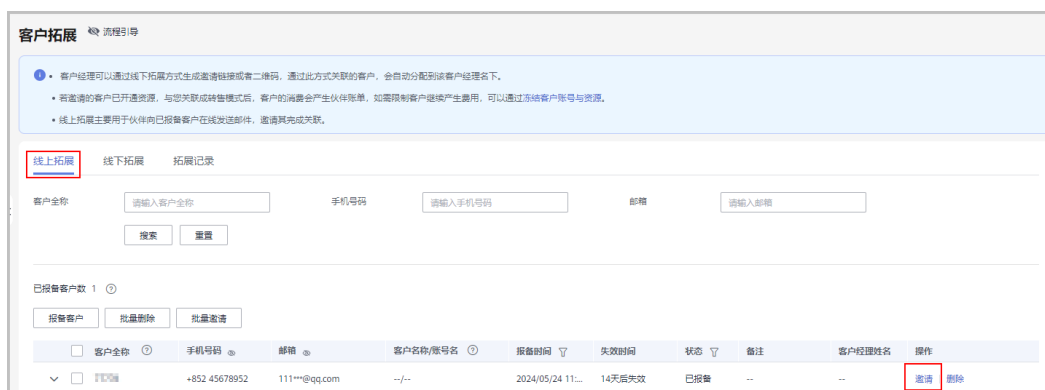 客户拓展 流程引导
• 客户经理可以通过线下拓展方式生成邀请链接或者二维码，通过此方式关联的客户，会自动分配到该客户经理名下。
• 若邀请的客户已开通资源，与您关联成转售模式后，客户的消费会产生伙伴账单，如需限制客户继续产生费用，可以通过冻结客户账号与资源。
• 线上拓展主要用于伙伴向已报备客户在线发送邮件，邀请其完成关联。
线上拓展 线下拓展 拓展记录
客户全称 请输入客户全称 手机号码 请输入手机号码 邮箱 请输入邮箱
搜索 重置
已报备客户数 1
报备客户 批量删除 批量邀请
客户全称 手机号码 邮箱 客户名称/账号名 报备时间 失效时间 状态 备注 客户经理姓名 操作
+852 45678952 111***@qq.com --/-- 2024/05/24 11:... 14天后失效 已报备 -- -- 邀请 删除